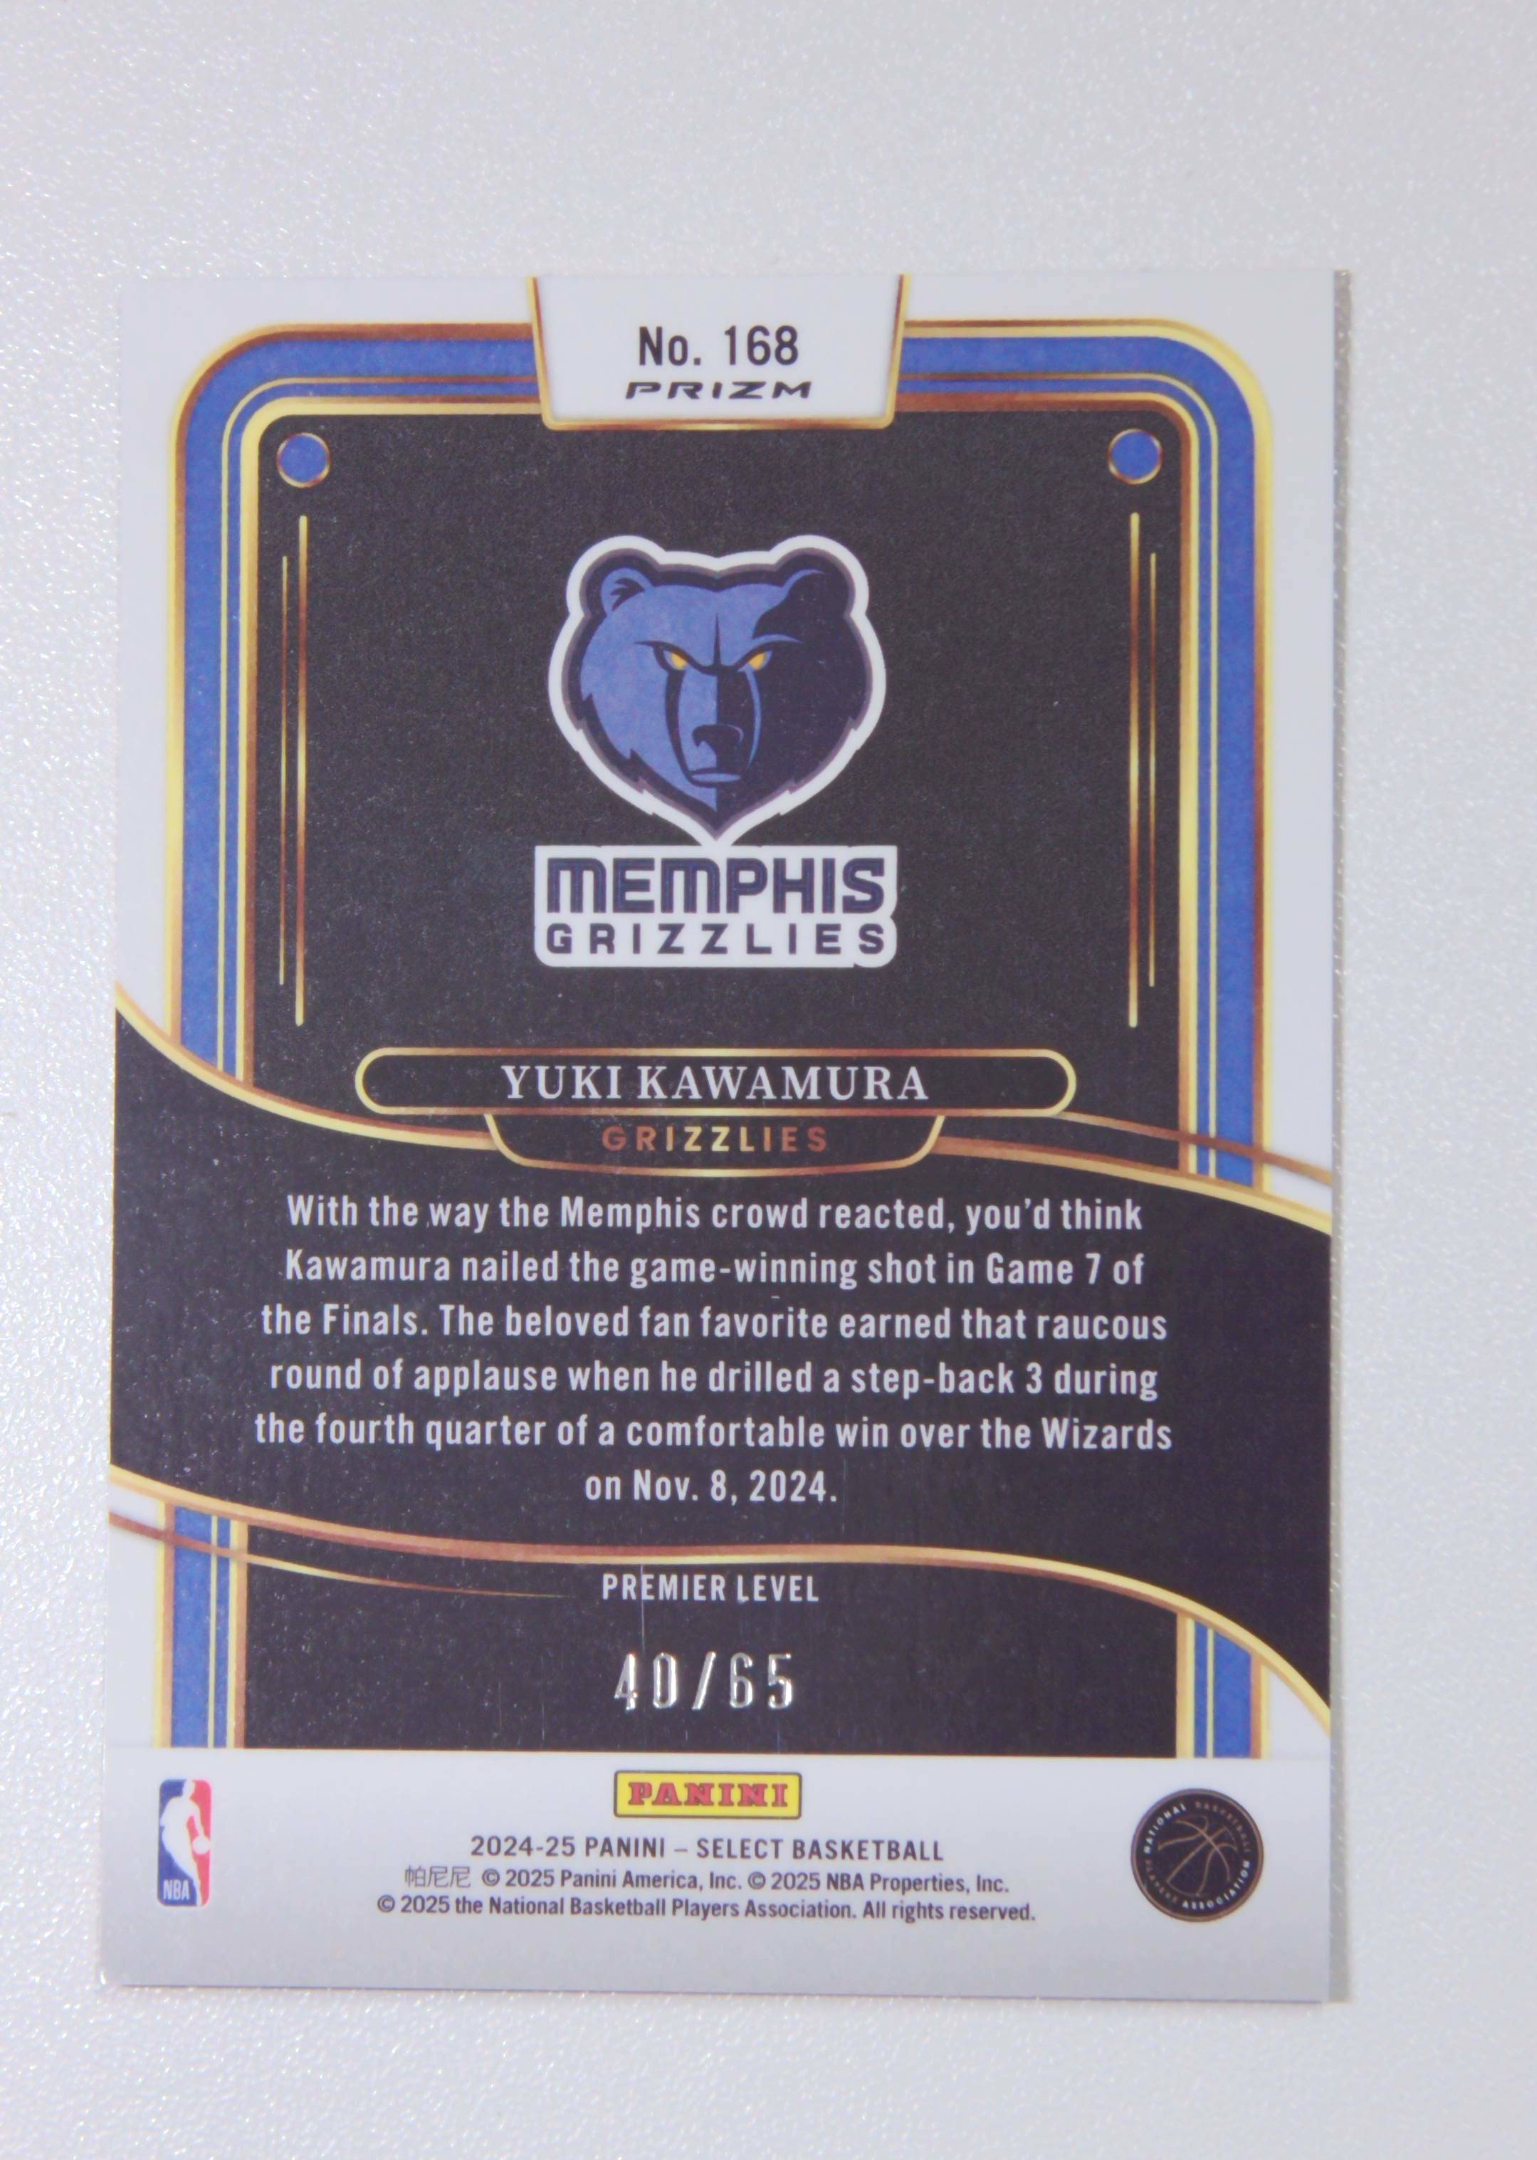 No. 168
PRIZM
MEMPHIS
GRIZZLIES
YUKI KAWAMURA
GRIZZLIES
With the way the Memphis crowd reacted, you'd think
Kawamura nailed the game-winning shot in Game 7 of
the Finals. The beloved fan favorite earned that raucous
round of applause when he drilled a step-back 3 during
the fourth quarter of a comfortable win over the Wizards
on Nov. 8, 2024.
PREMIER LEVEL
40/65
PANINI
2024-25 PANINI – SELECT BASKETBALL
帕尼尼 © 2025 Panini America, Inc. © 2025 NBA Properties, Inc.
© 2025 the National Basketball Players Association. All rights reserved.
NBA
NATIONAL BASKETBALL
PLAYERS ASSOCIATION